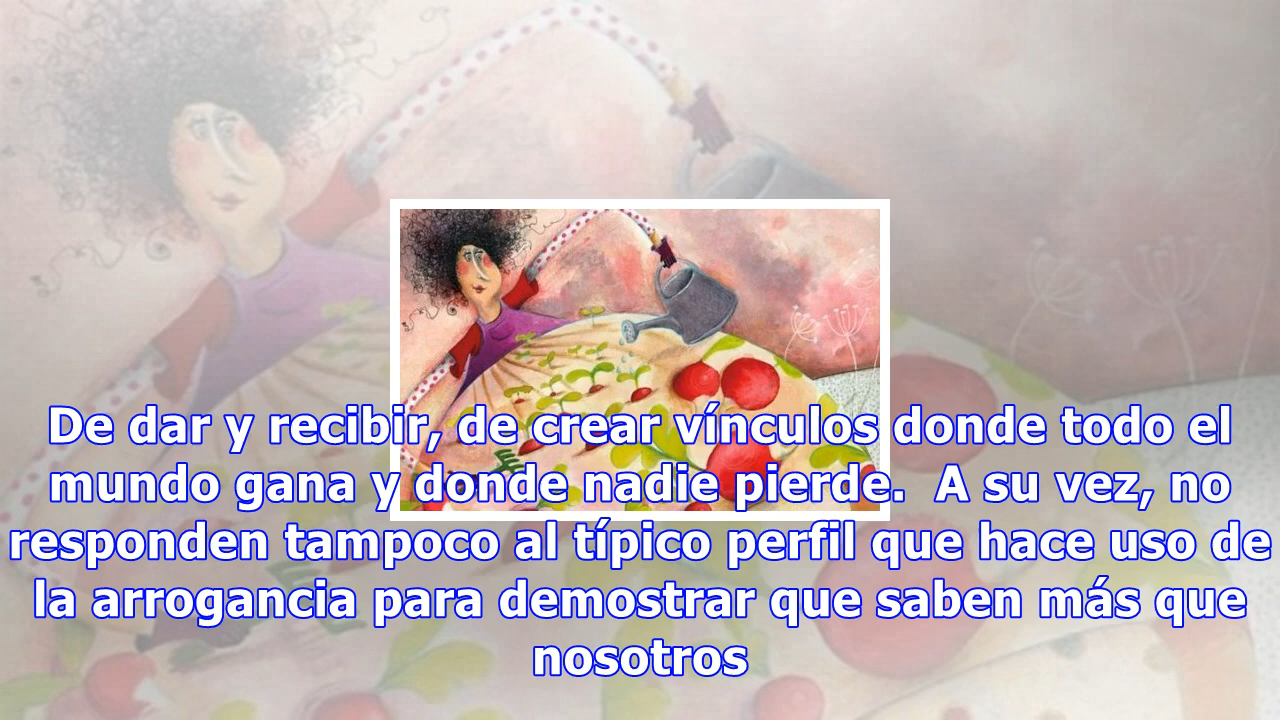 De dar y recibir, de crear vínculos donde todo el
mundo gana y donde nadie pierde.  A su vez, no
responden tampoco al típico perfil que hace uso de
la arrogancia para demostrar que saben más que
nosotros